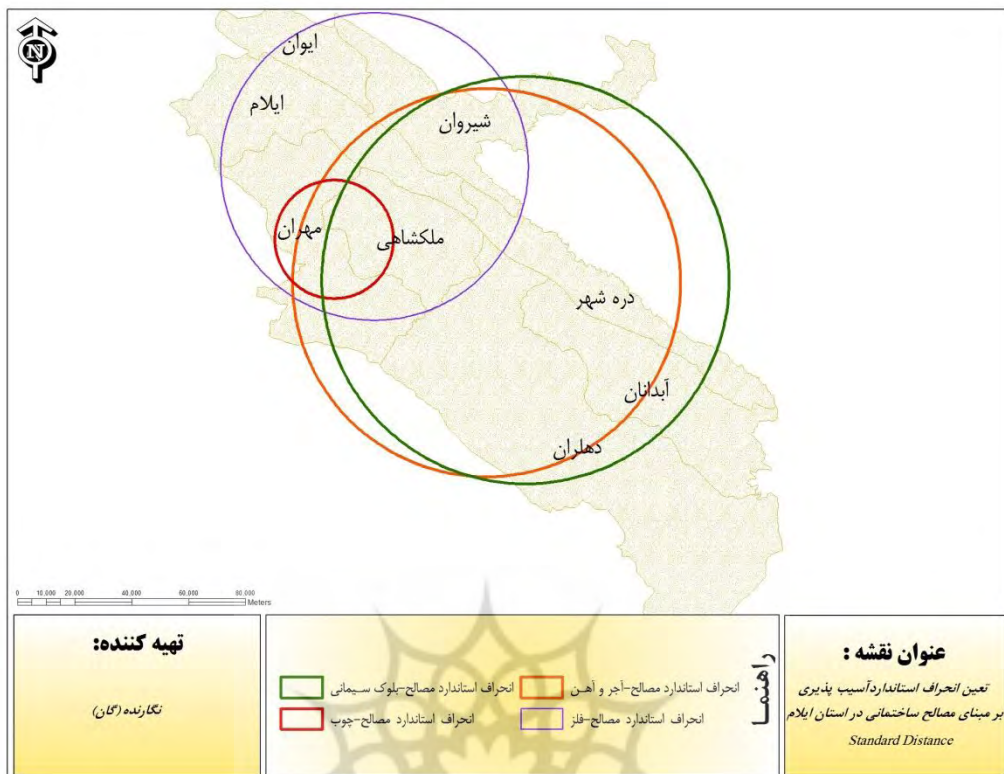 N
ایوان
ایلام
شیروان
مهران
ملکشاهی
دره شهر
آبدانان
دهلران
0 10,000 20,000 40,000 60,000 80,000
Meters
عنوان نقشه :
تعین انحراف استاندارد آسیب پذیری
بر مبنای مصالح ساختمانی در استان ایلام
Standard Distance
راهنما
انحراف استاندارد مصالح-آجر و آهن
انحراف استاندارد مصالح-بلوک سیمانی
انحراف استاندارد مصالح-فلز
انحراف استاندارد مصالح-چوب
تهیه کننده:
نگارنده (گان)